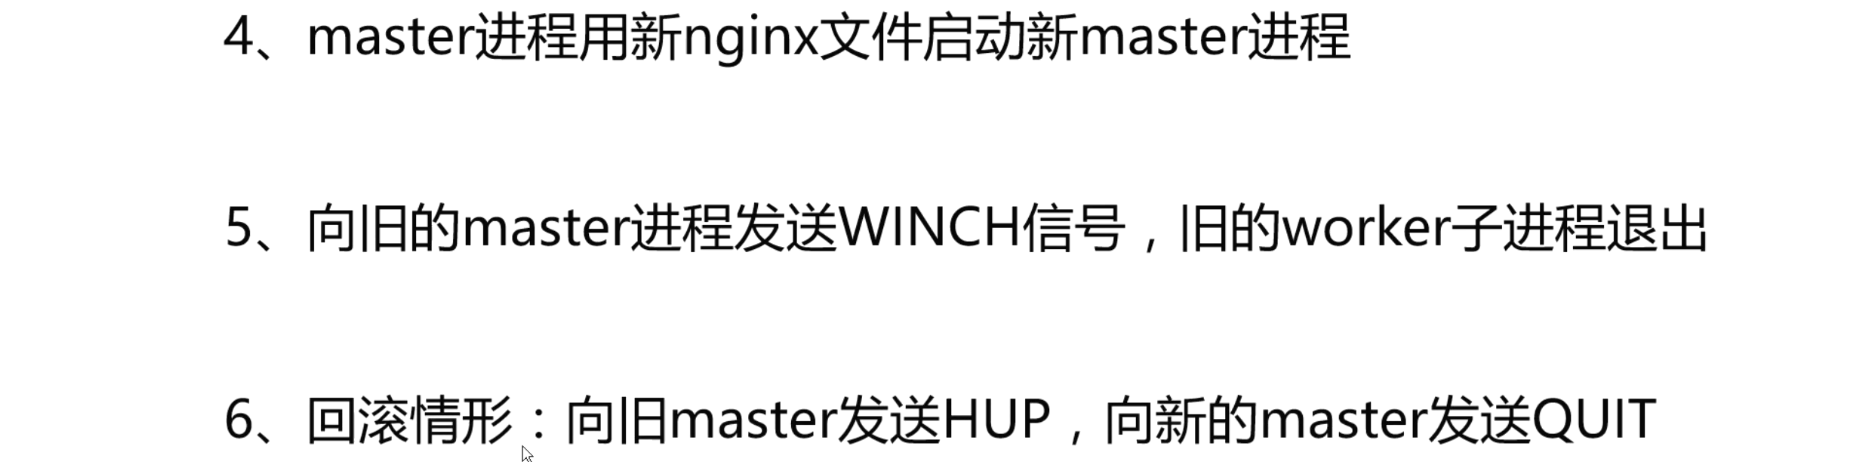 4、master进程用新nginx文件启动新master进程
5、向旧的master进程发送WINCH信号，旧的worker子进程退出
6、回滚情形：向旧master发送HUP，向新的master发送QUIT